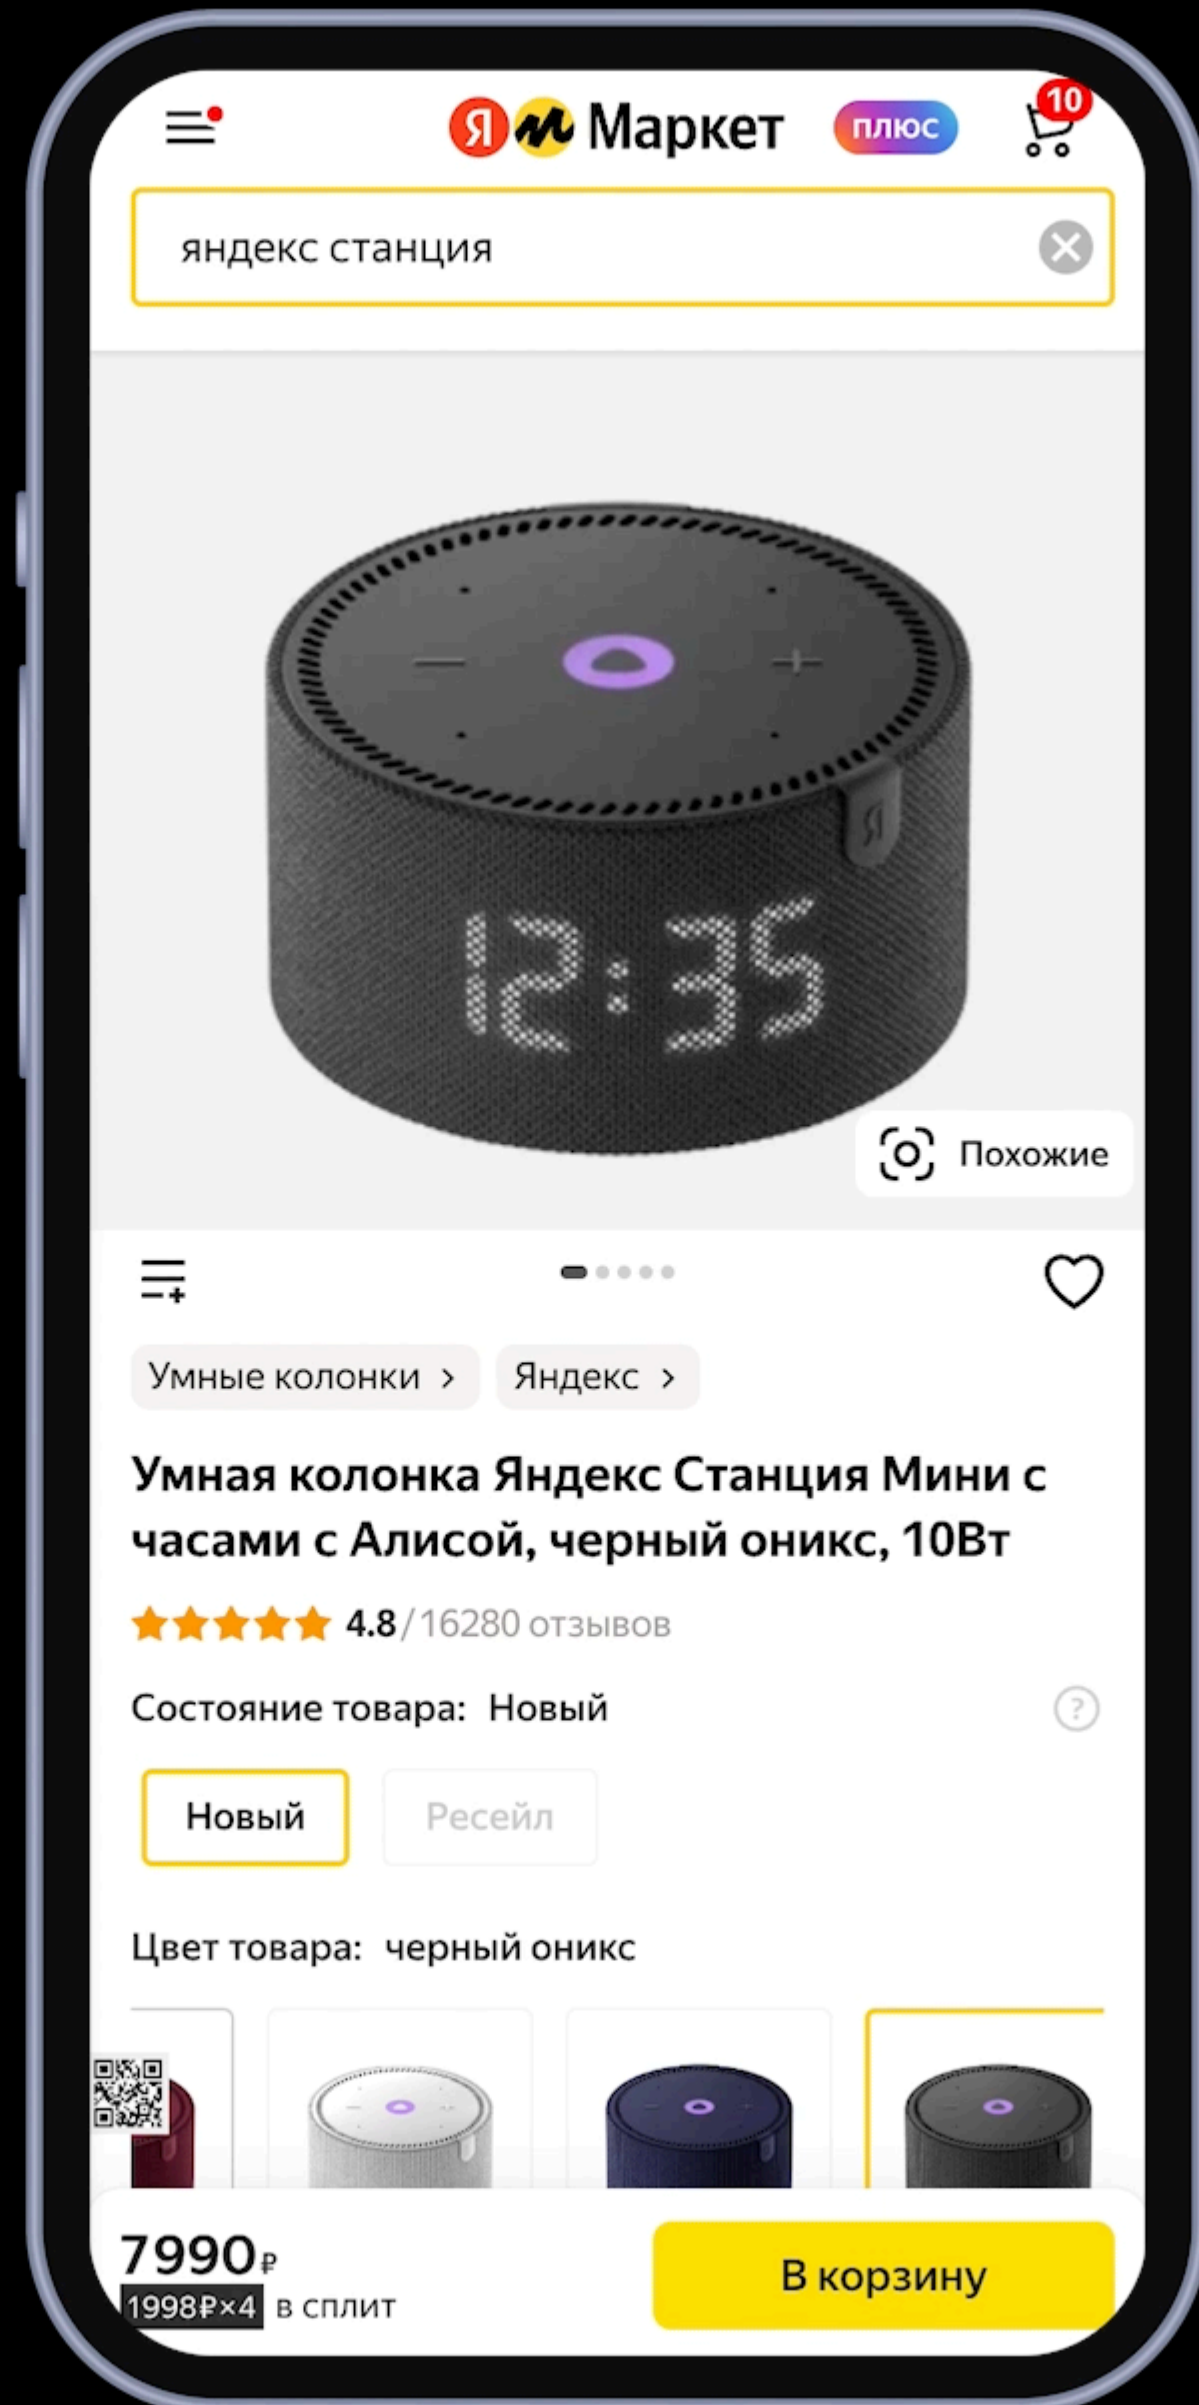 10
Я Маркет плюс
яндекс станция
Я
12:35
Похожие
Умные колонки > Яндекс >
Умная колонка Яндекс Станция Мини с
часами с Алисой, черный оникс, 10Вт
4.8/16280 отзывов
Состояние товара: Новый ?
Новый Ресейл
Цвет товара: черный оникс
7990₽
1998₽×4 в сплит
В корзину